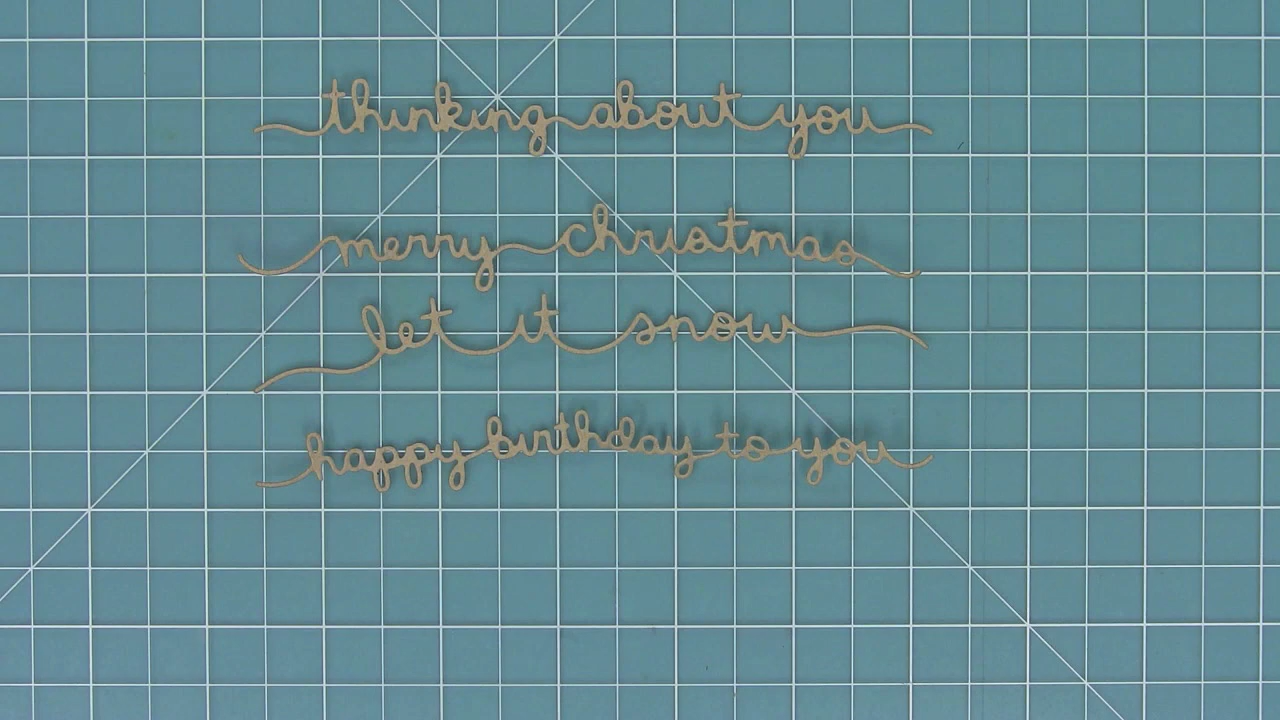 thinking about you
merry christmas
let it snow
happy birthday to you